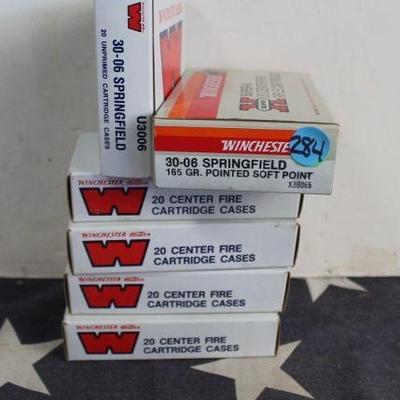 WINCHESTER
W
30-06 SPRINGFIELD
20 UNPRIMED CARTRIDGE CASES
U3006
SUPER X
WINCHESTER
284
30-06 SPRINGFIELD
165 GR. POINTED SOFT POINT
X30065
20 CENTER FIRE
CARTRIDGE CASES
WINCHESTER
W
20 CENTER FIRE
CARTRIDGE CASES
WINCHESTER
W
20 CENTER FIRE
CARTRIDGE CASES
WINCHESTER
W
20 CENTER FIRE
CARTRIDGE CASES